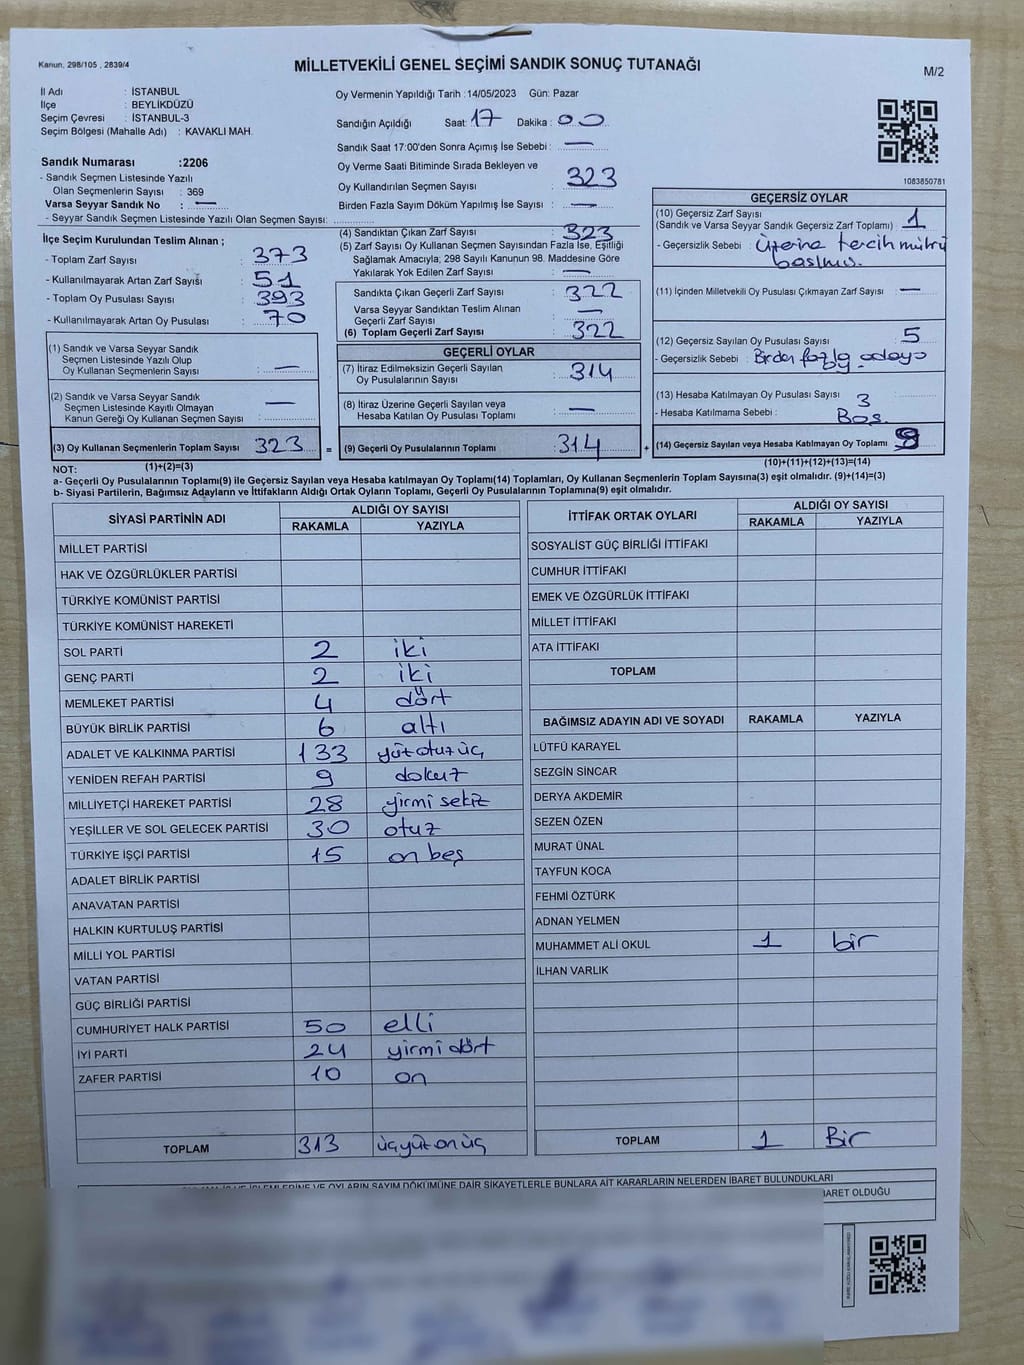 Kanun, 298/105 , 2839/4
MİLLETVEKİLİ GENEL SEÇİMİ SANDIK SONUÇ TUTANAĞI
M/2
İl Adı : İSTANBUL
İlçe : BEYLİKDÜZÜ
Seçim Çevresi : İSTANBUL-3
Seçim Bölgesi (Mahalle Adı) : KAVAKLI MAH.
Sandık Numarası :2206
- Sandık Seçmen Listesinde Yazılı
Olan Seçmenlerin Sayısı : 369
Varsa Seyyar Sandık No : —
- Seyyar Sandık Seçmen Listesinde Yazılı Olan Seçmen Sayısı:
Oy Vermenin Yapıldığı Tarih :14/05/2023 Gün: Pazar
Sandığın Açıldığı Saat: 17 Dakika : 00
Sandık Saat 17:00'den Sonra Açımış İse Sebebi : —
Oy Verme Saati Bitiminde Sırada Bekleyen ve
Oy Kullandırılan Seçmen Sayısı : 323
Birden Fazla Sayım Döküm Yapılmış İse Sayısı : —
1083850781
İlçe Seçim Kurulundan Teslim Alınan ;
- Toplam Zarf Sayısı : 373
- Kullanılmayarak Artan Zarf Sayısı : 51
- Toplam Oy Pusulası Sayısı : 393
- Kullanılmayarak Artan Oy Pusulası : 70
(4) Sandıktan Çıkan Zarf Sayısı : 323
(5) Zarf Sayısı Oy Kullanan Seçmen Sayısından Fazla İse, Eşitliği
Sağlamak Amacıyla; 298 Sayılı Kanunun 98. Maddesine Göre
Yakılarak Yok Edilen Zarf Sayısı : —
Sandıkta Çıkan Geçerli Zarf Sayısı : 322
Varsa Seyyar Sandıktan Teslim Alınan
Geçerli Zarf Sayısı : —
(6) Toplam Geçerli Zarf Sayısı : 322
GEÇERSİZ OYLAR
(10) Geçersiz Zarf Sayısı
(Sandık ve Varsa Seyyar Sandık Geçersiz Zarf Toplamı) : 1
- Geçersizlik Sebebi : Üzerine tercih mührü
basılmış.
(11) İçinden Milletvekili Oy Pusulası Çıkmayan Zarf Sayısı : —
(12) Geçersiz Sayılan Oy Pusulası Sayısı : 5
- Geçersizlik Sebebi : Birden fazla adaya
(13) Hesaba Katılmayan Oy Pusulası Sayısı : 3
- Hesaba Katılmama Sebebi : Boş.
(14) Geçersiz Sayılan veya Hesaba Katılmayan Oy Toplamı : 9
(10)+(11)+(12)+(13)=(14)
(1) Sandık ve Varsa Seyyar Sandık
Seçmen Listesinde Yazılı Olup
Oy Kullanan Seçmenlerin Sayısı : —
(2) Sandık ve Varsa Seyyar Sandık
Seçmen Listesinde Kayıtlı Olmayan
Kanun Gereği Oy Kullanan Seçmen Sayısı : —
(3) Oy Kullanan Seçmenlerin Toplam Sayısı : 323 =
(1)+(2)=(3)
GEÇERLİ OYLAR
(7) İtiraz Edilmeksizin Geçerli Sayılan
Oy Pusulalarının Sayısı : 314
(8) İtiraz Üzerine Geçerli Sayılan veya
Hesaba Katılan Oy Pusulası Toplamı : —
(9) Geçerli Oy Pusulalarının Toplamı : 314 +
NOT:
a- Geçerli Oy Pusulalarının Toplamı(9) ile Geçersiz Sayılan veya Hesaba katılmayan Oy Toplamı(14) Toplamları, Oy Kullanan Seçmenlerin Toplam Sayısına(3) eşit olmalıdır. (9)+(14)=(3)
b- Siyasi Partilerin, Bağımsız Adayların ve İttifakların Aldığı Ortak Oyların Toplamı, Geçerli Oy Pusulalarının Toplamına(9) eşit olmalıdır.
SİYASİ PARTİNİN ADI ALDIĞI OY SAYISI
RAKAMLA YAZIYLA
MİLLET PARTİSİ
HAK VE ÖZGÜRLÜKLER PARTİSİ
TÜRKİYE KOMÜNİST PARTİSİ
TÜRKİYE KOMÜNİST HAREKETİ
SOL PARTİ 2 iki
GENÇ PARTİ 2 iki
MEMLEKET PARTİSİ 4 dört
BÜYÜK BİRLİK PARTİSİ 6 altı
ADALET VE KALKINMA PARTİSİ 133 yüzotuzüç
YENİDEN REFAH PARTİSİ 9 dokuz
MİLLİYETÇİ HAREKET PARTİSİ 28 yirmi sekiz
YEŞİLLER VE SOL GELECEK PARTİSİ 30 otuz
TÜRKİYE İŞÇİ PARTİSİ 15 on beş
ADALET BİRLİK PARTİSİ
ANAVATAN PARTİSİ
HALKIN KURTULUŞ PARTİSİ
MİLLİ YOL PARTİSİ
VATAN PARTİSİ
GÜÇ BİRLİĞİ PARTİSİ
CUMHURİYET HALK PARTİSİ 50 elli
İYİ PARTİ 24 yirmi dört
ZAFER PARTİSİ 10 on
TOPLAM 313 üçyüzonüç
İTTİFAK ORTAK OYLARI ALDIĞI OY SAYISI
RAKAMLA YAZIYLA
SOSYALIST GÜÇ BİRLİĞİ İTTİFAKI
CUMHUR İTTİFAKI
EMEK VE ÖZGÜRLÜK İTTİFAKI
MİLLET İTTİFAKI
ATA İTTİFAKI
TOPLAM
BAĞIMSIZ ADAYIN ADI VE SOYADI RAKAMLA YAZIYLA
LÜTFÜ KARAYEL
SEZGİN SİNCAR
DERYA AKDEMİR
SEZEN ÖZEN
MURAT ÜNAL
TAYFUN KOCA
FEHMİ ÖZTÜRK
ADNAN YELMEN
MUHAMMET ALİ OKUL 1 bir
İLHAN VARLIK
TOPLAM 1 Bir
İŞLEMLERİNE VE OYLARIN SAYIM DÖKÜMÜNE DAİR ŞİKAYETLERLE BUNLARA AİT KARARLARIN NELERDEN İBARET BULUNDUKLARI
BARET OLDUĞU